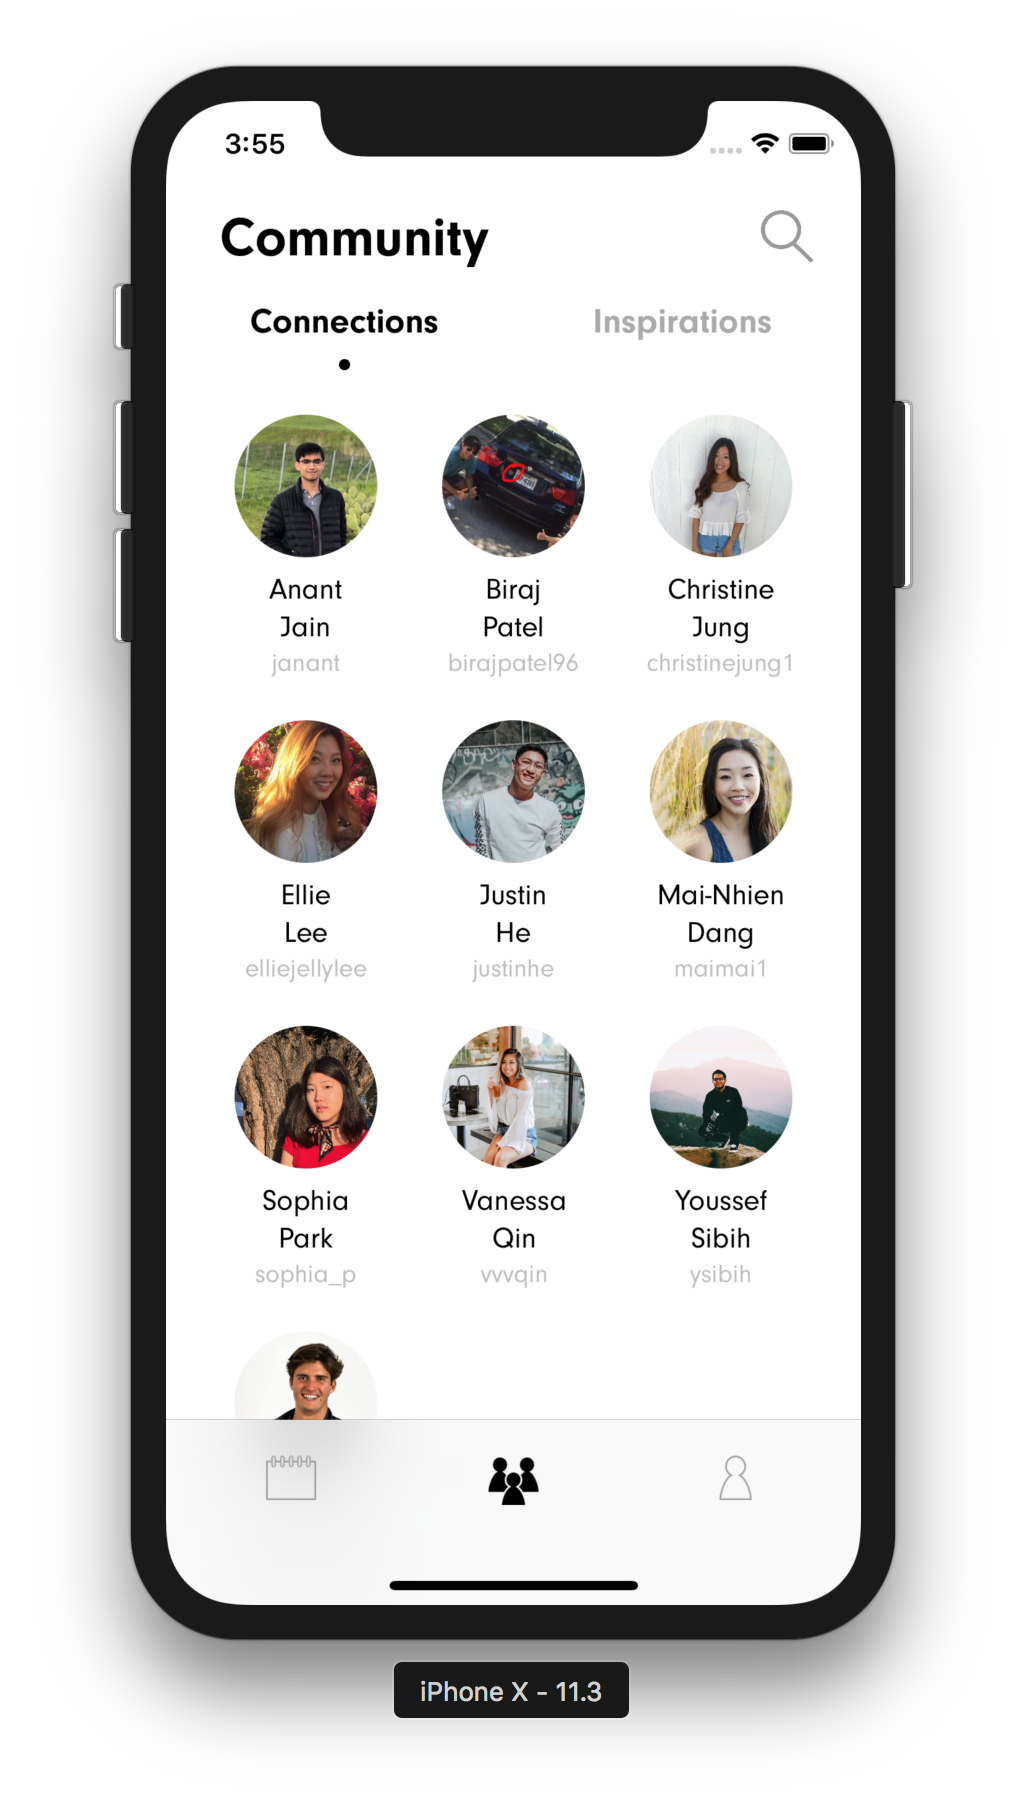 3:55
Community
Connections Inspirations
Anant Biraj Christine
Jain Patel Jung
janant birajpatel96 christinejung1
Ellie Justin Mai-Nhien
Lee He Dang
elliejellylee justinhe maimai1
Sophia Vanessa Youssef
Park Qin Sibih
sophia_p vvvqin ysibih
iPhone X - 11.3